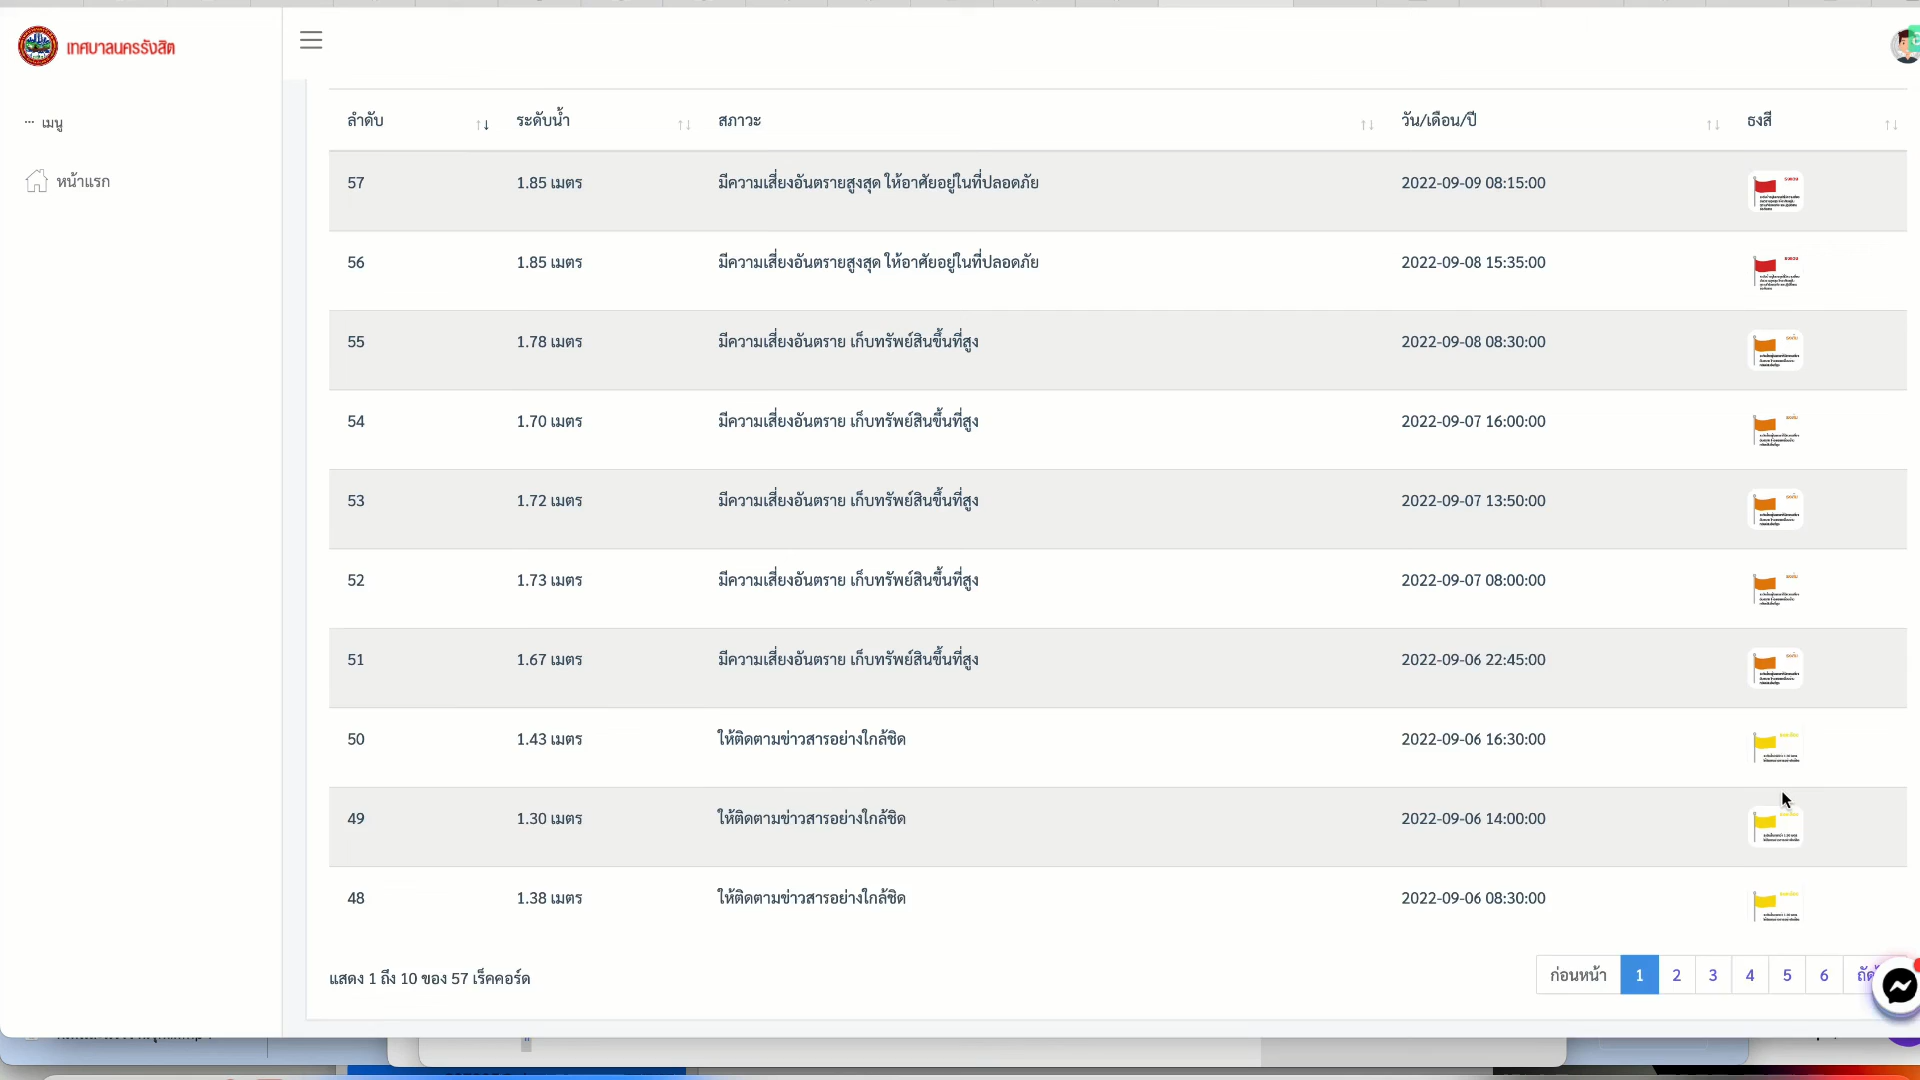 เทศบาลนครรังสิต
··· เมนู
หน้าแรก
ลำดับ ระดับน้ำ สภาวะ วัน/เดือน/ปี ธงสี
57 1.85 เมตร มีความเสี่ยงอันตรายสูงสุด ให้อาศัยอยู่ในที่ปลอดภัย 2022-09-09 08:15:00
56 1.85 เมตร มีความเสี่ยงอันตรายสูงสุด ให้อาศัยอยู่ในที่ปลอดภัย 2022-09-08 15:35:00
55 1.78 เมตร มีความเสี่ยงอันตราย เก็บทรัพย์สินขึ้นที่สูง 2022-09-08 08:30:00
54 1.70 เมตร มีความเสี่ยงอันตราย เก็บทรัพย์สินขึ้นที่สูง 2022-09-07 16:00:00
53 1.72 เมตร มีความเสี่ยงอันตราย เก็บทรัพย์สินขึ้นที่สูง 2022-09-07 13:50:00
52 1.73 เมตร มีความเสี่ยงอันตราย เก็บทรัพย์สินขึ้นที่สูง 2022-09-07 08:00:00
51 1.67 เมตร มีความเสี่ยงอันตราย เก็บทรัพย์สินขึ้นที่สูง 2022-09-06 22:45:00
50 1.43 เมตร ให้ติดตามข่าวสารอย่างใกล้ชิด 2022-09-06 16:30:00
49 1.30 เมตร ให้ติดตามข่าวสารอย่างใกล้ชิด 2022-09-06 14:00:00
48 1.38 เมตร ให้ติดตามข่าวสารอย่างใกล้ชิด 2022-09-06 08:30:00
แสดง 1 ถึง 10 ของ 57 เร็คคอร์ด
ก่อนหน้า 1 2 3 4 5 6